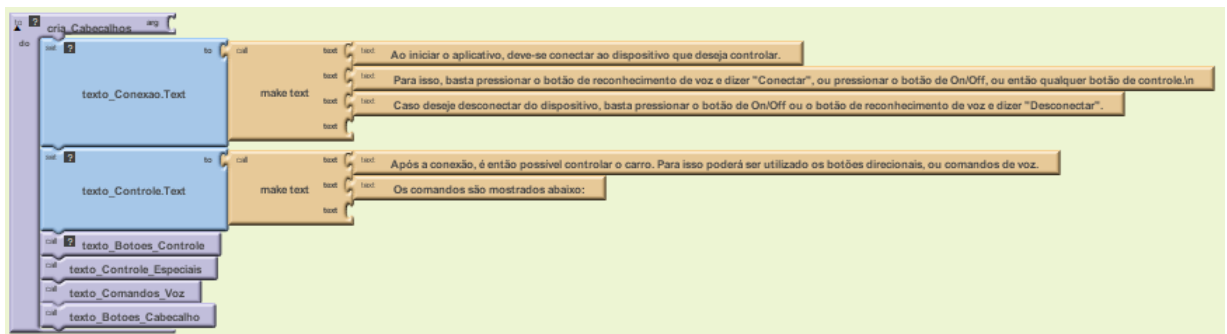 to ? cria_Cabecalhos arg
do set ? to call text text Ao iniciar o aplicativo, deve-se conectar ao dispositivo que deseja controlar.
texto_Conexao.Text make text text text Para isso, basta pressionar o botão de reconhecimento de voz e dizer "Conectar", ou pressionar o botão de On/Off, ou então qualquer botão de controle.\n
text text Caso deseje desconectar do dispositivo, basta pressionar o botão de On/Off ou o botão de reconhecimento de voz e dizer "Desconectar".
text
set ? to call text text Após a conexão, é então possível controlar o carro. Para isso poderá ser utilizado os botões direcionais, ou comandos de voz.
texto_Controle.Text make text text text Os comandos são mostrados abaixo:
text
call ? texto_Botoes_Controle
call texto_Controle_Especiais
call texto_Comandos_Voz
call texto_Botoes_Cabecalho